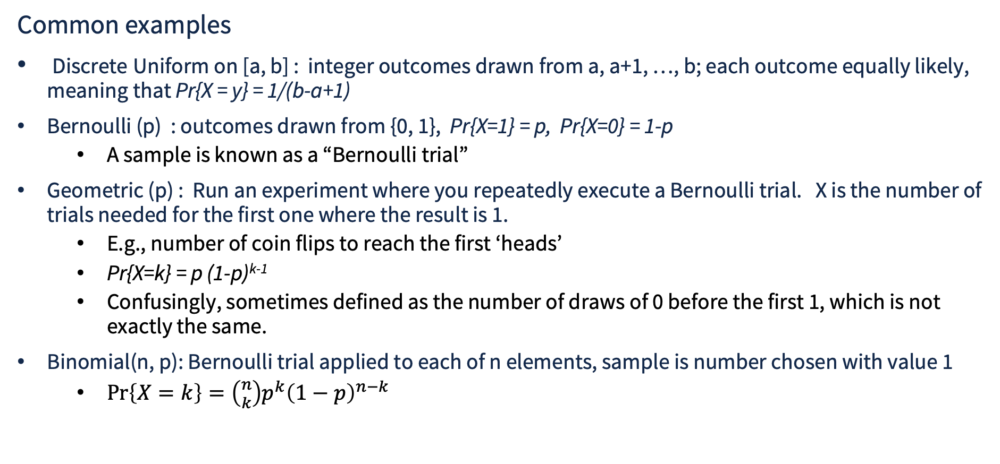 Common examples
• Discrete Uniform on [a, b] :  integer outcomes drawn from a, a+1, …, b; each outcome equally likely,
meaning that Pr{X = y} = 1/(b-a+1)
• Bernoulli (p)  : outcomes drawn from {0, 1},  Pr{X=1} = p,  Pr{X=0} = 1-p
• A sample is known as a “Bernoulli trial”
• Geometric (p) :  Run an experiment where you repeatedly execute a Bernoulli trial.   X is the number of
trials needed for the first one where the result is 1.
• E.g., number of coin flips to reach the first ‘heads’
• Pr{X=k} = p (1-p)^{k-1}
• Confusingly, sometimes defined as the number of draws of 0 before the first 1, which is not
exactly the same.
• Binomial(n, p): Bernoulli trial applied to each of n elements, sample is number chosen with value 1
• Pr{X = k} = \binom{n}{k} p^k (1 − p)^{n−k}